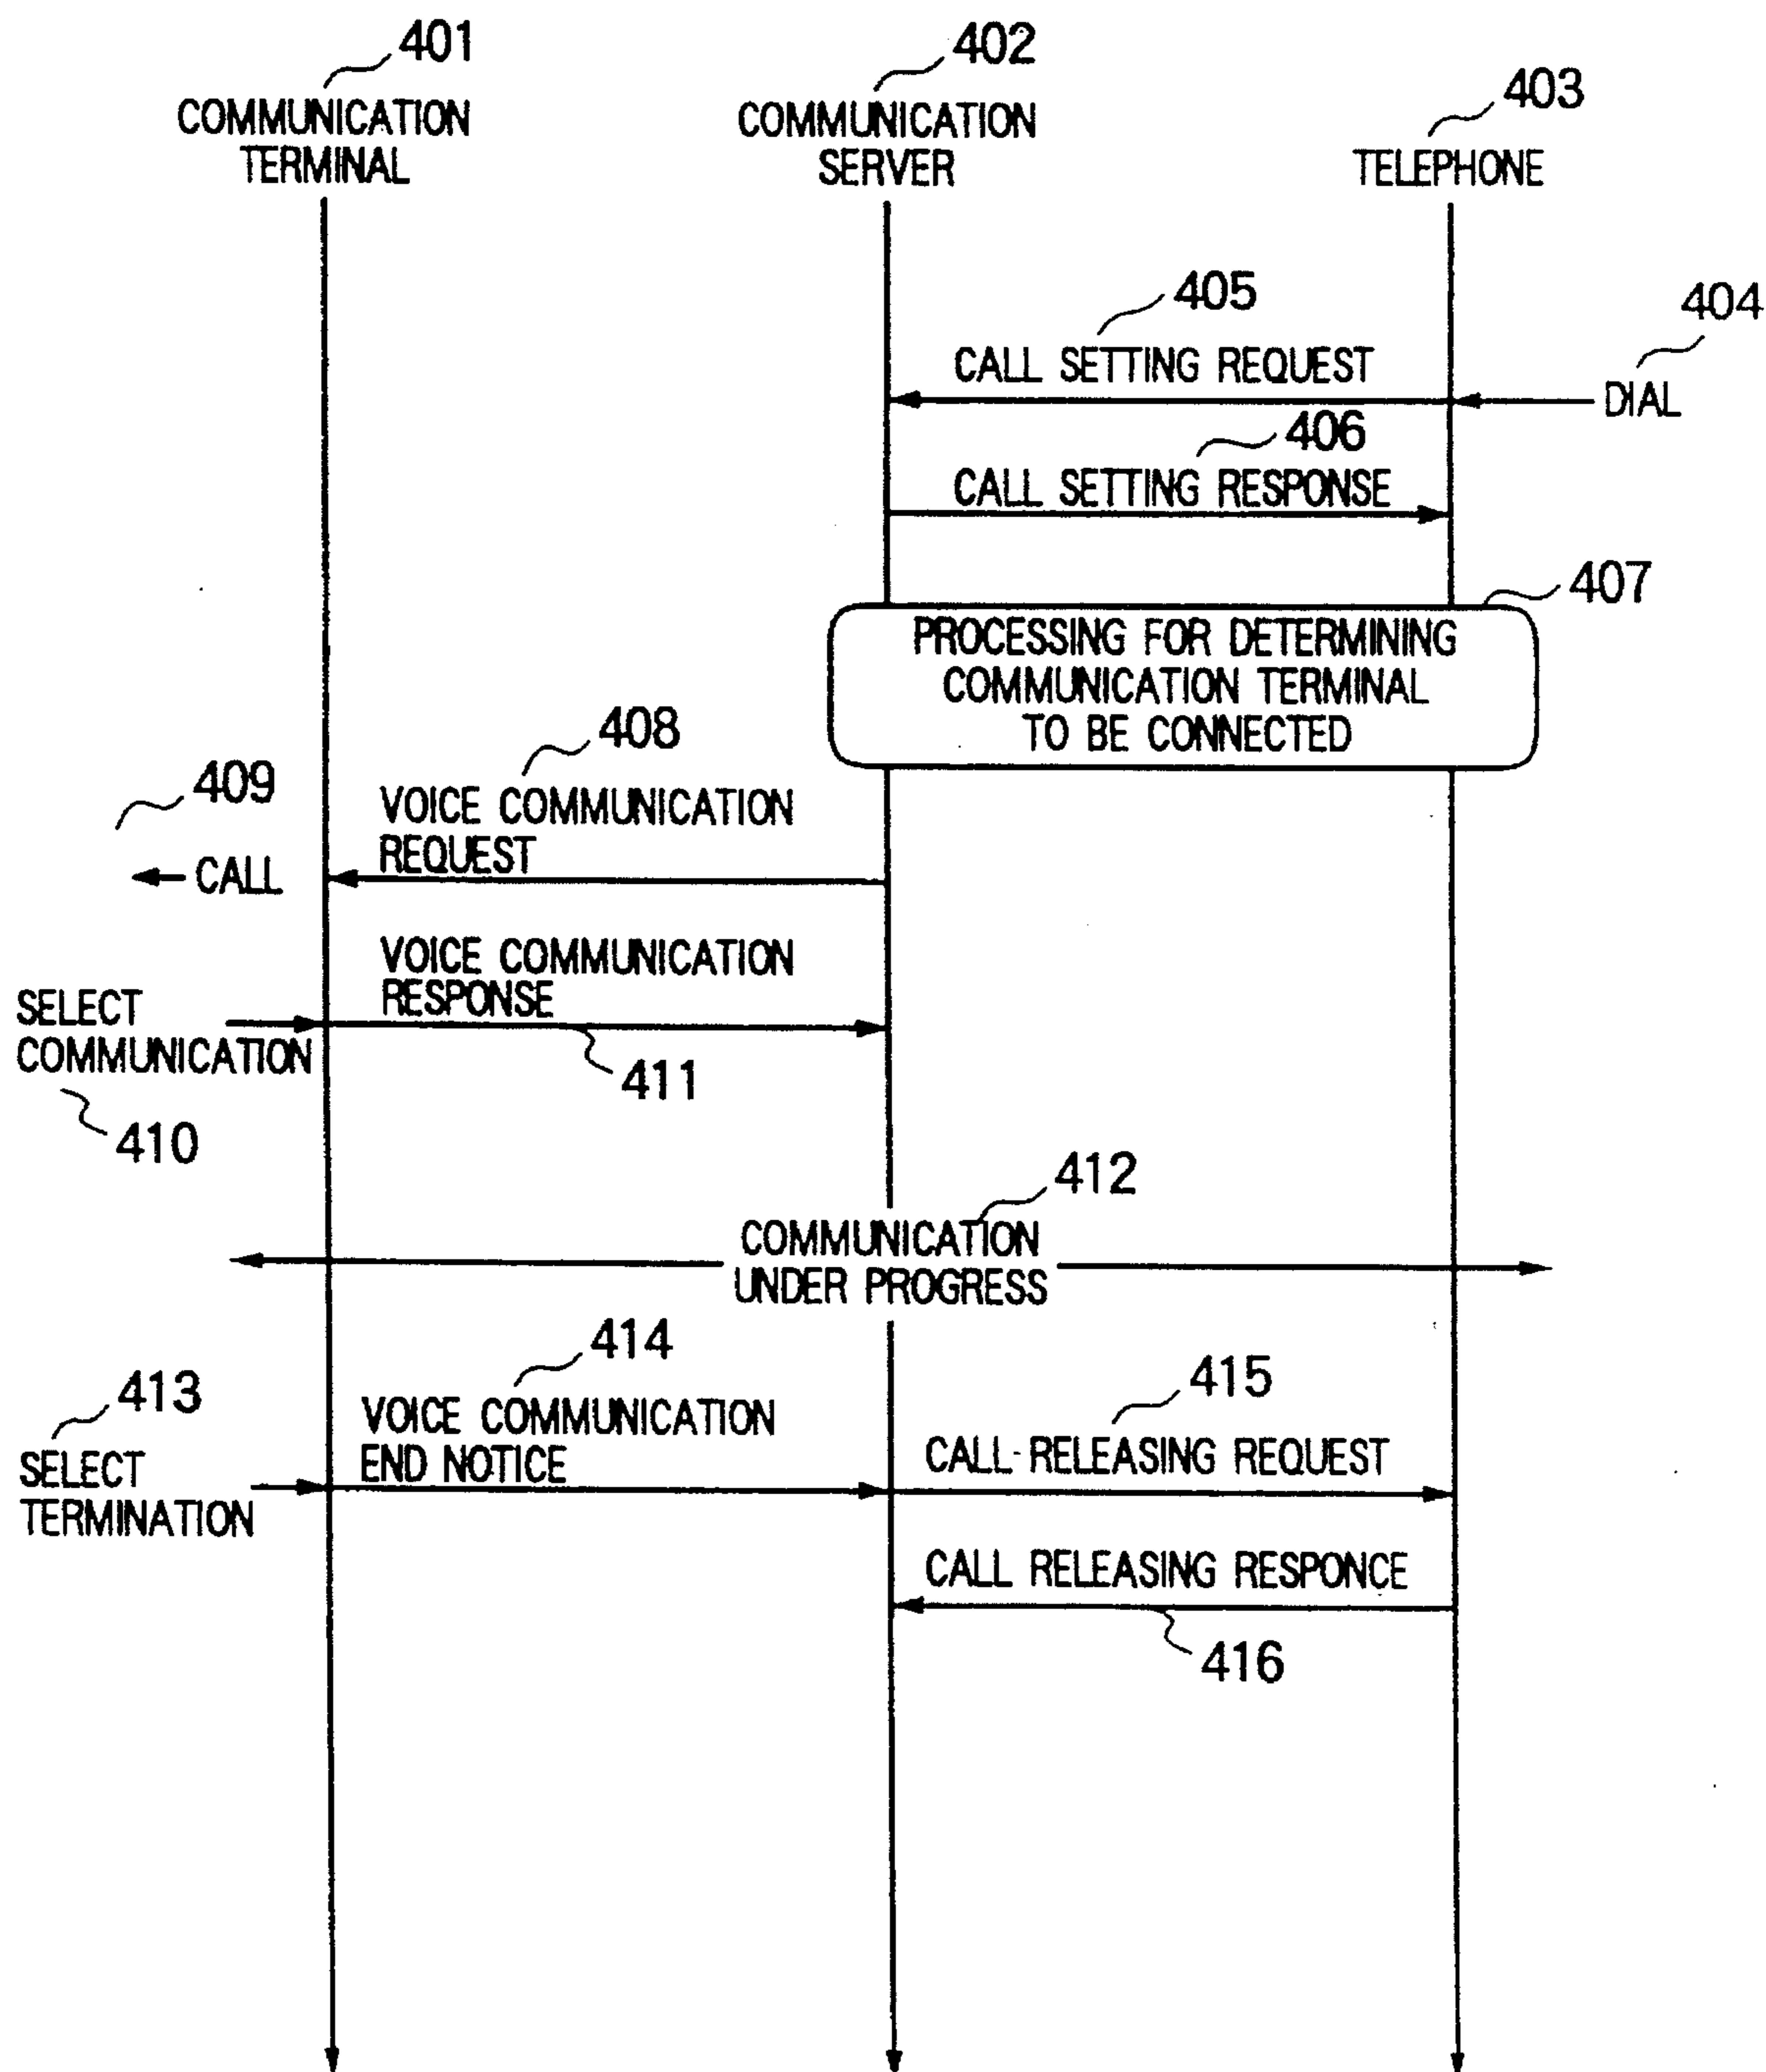 401
COMMUNICATION
TERMINAL
402
COMMUNICATION
SERVER
403
TELEPHONE
405
CALL SETTING REQUEST
404
DIAL
406
CALL SETTING RESPONSE
407
PROCESSING FOR DETERMINING
COMMUNICATION TERMINAL
TO BE CONNECTED
408
VOICE COMMUNICATION
REQUEST
409
CALL
VOICE COMMUNICATION
RESPONSE
411
SELECT
COMMUNICATION
410
412
COMMUNICATION
UNDER PROGRESS
413
SELECT
TERMINATION
414
VOICE COMMUNICATION
END NOTICE
415
CALL-RELEASING REQUEST
CALL RELEASING RESPONCE
416